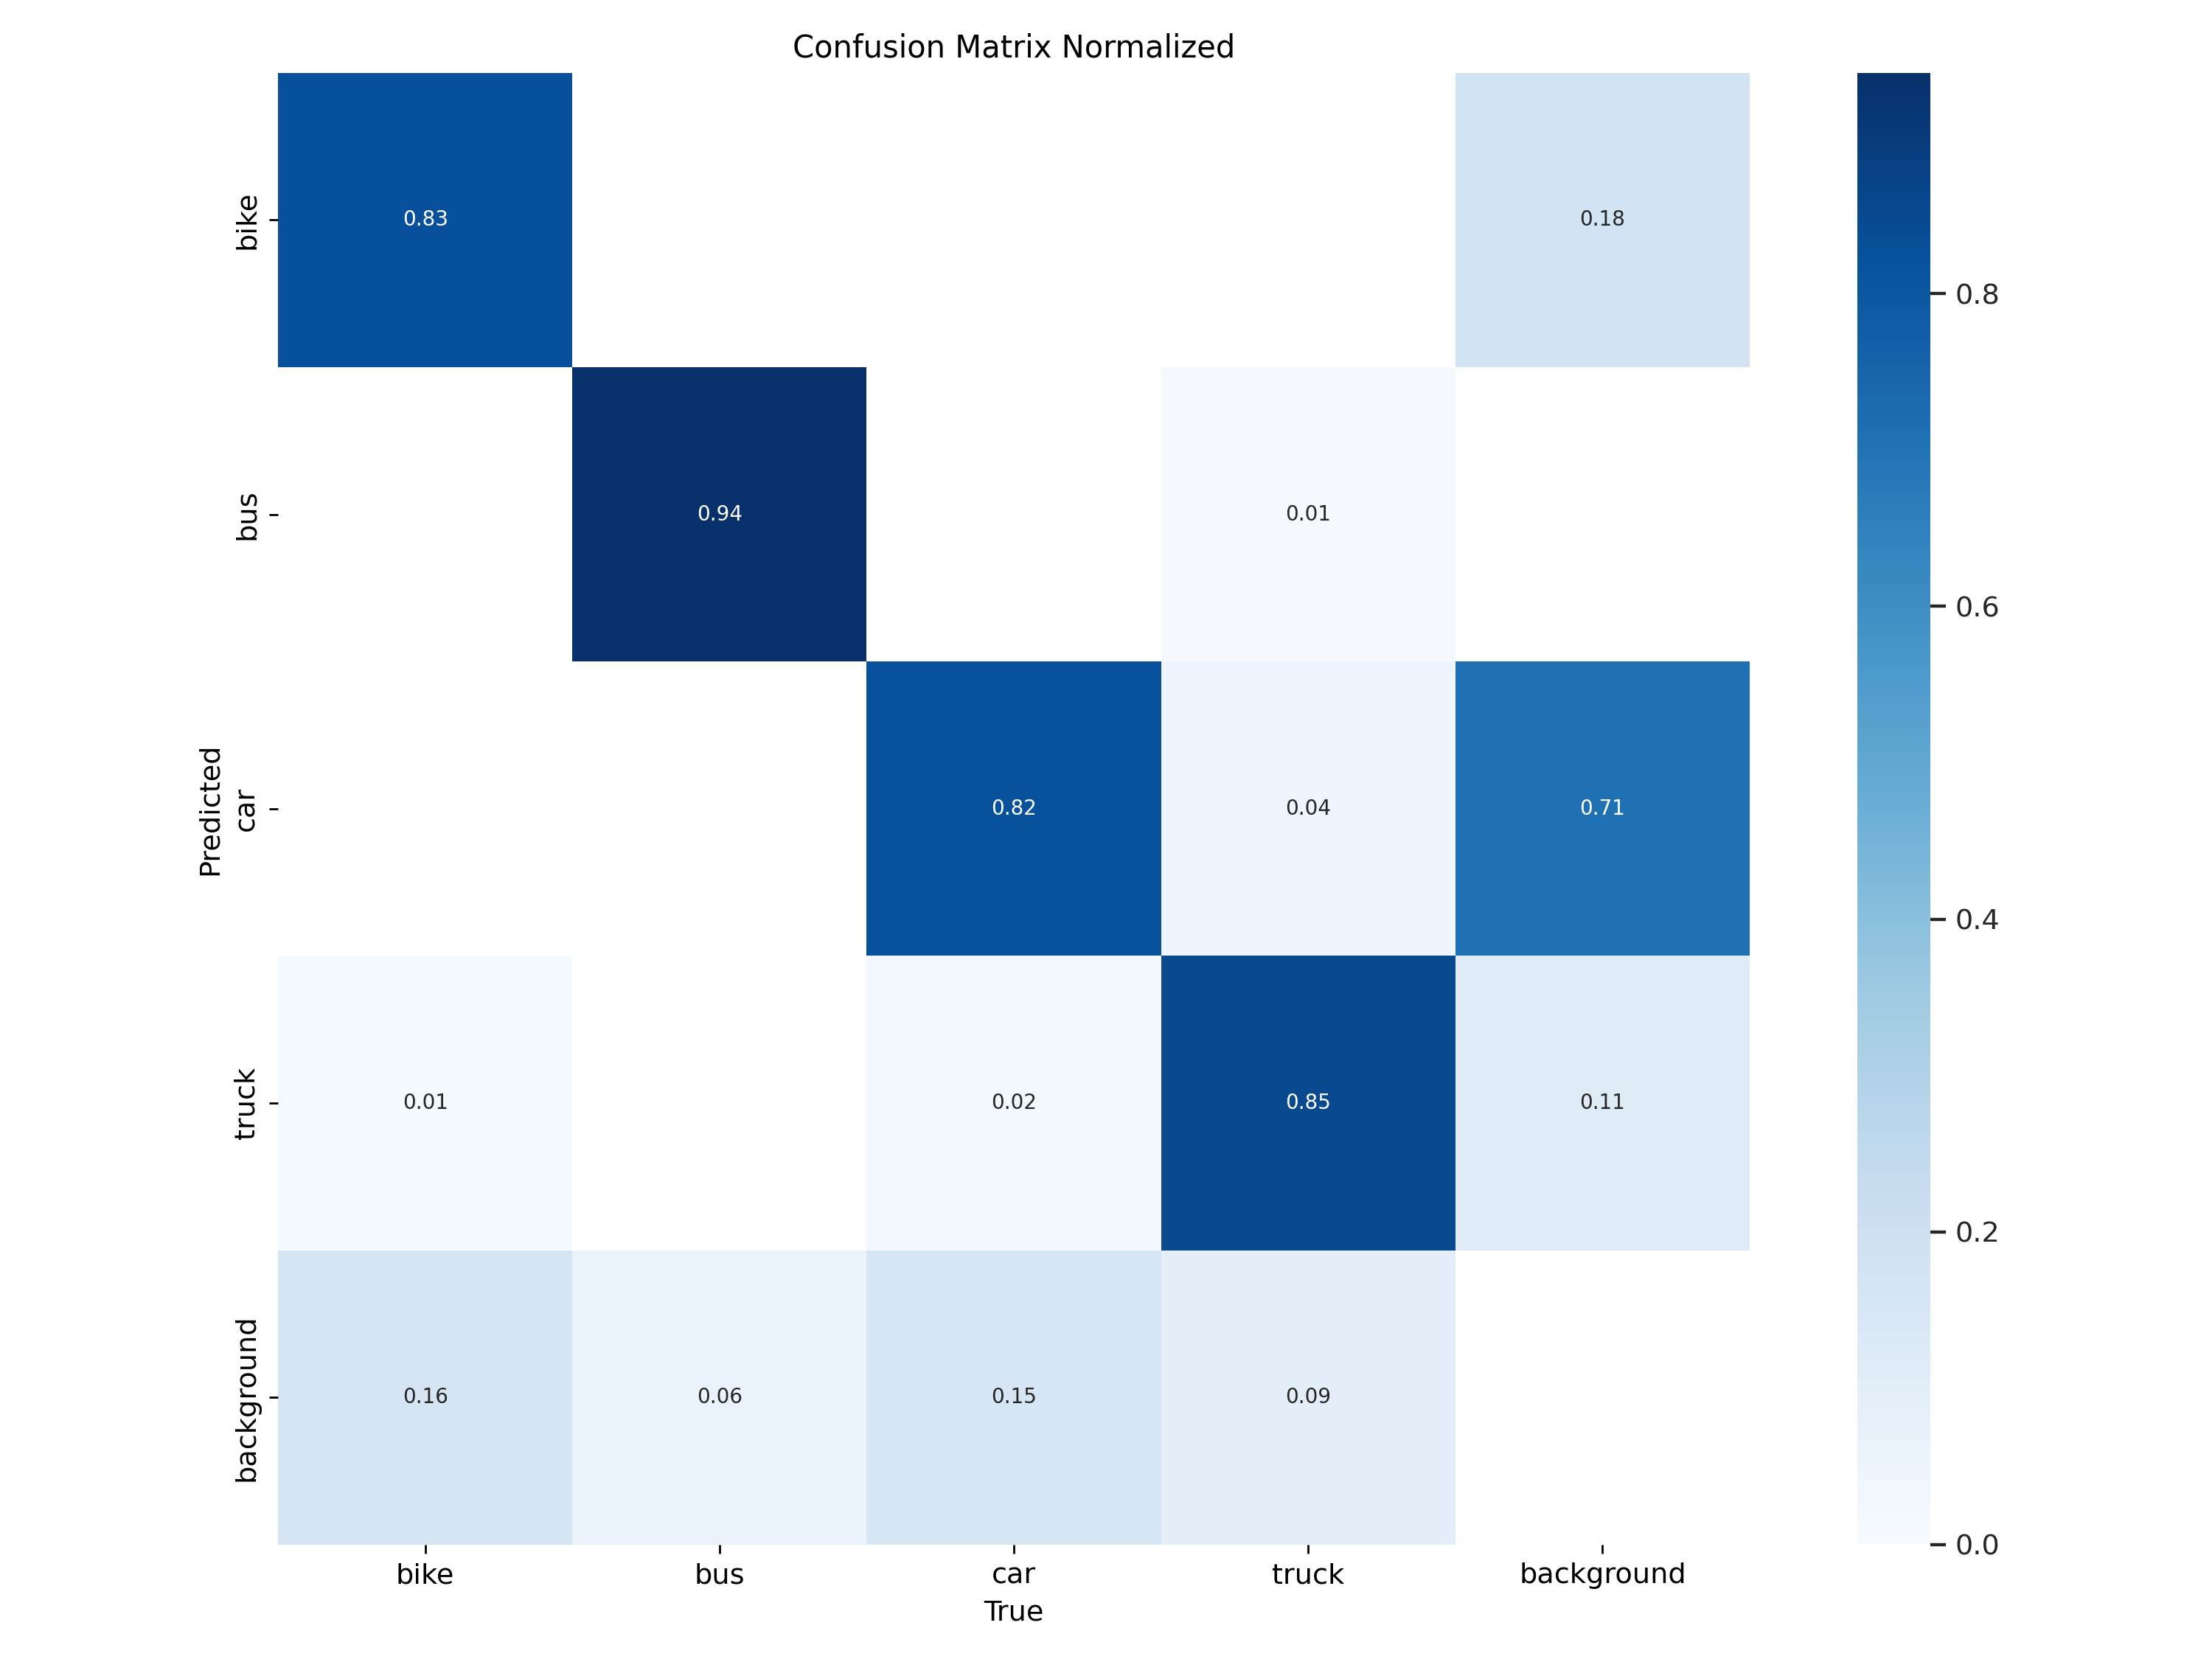 Confusion Matrix Normalized
bike
0.83
0.18
0.8
bus
0.94
0.01
0.6
Predicted
car
0.82
0.04
0.71
0.4
truck
0.01
0.02
0.85
0.11
0.2
background
0.16
0.06
0.15
0.09
0.0
bike
bus
car
truck
background
True